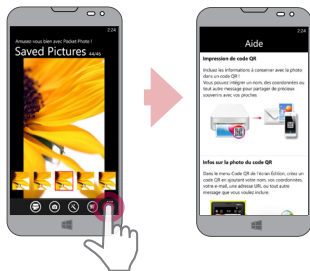 2:24
Amusez vous bien avec Pocket Photo !
Saved Pictures 44/46
2:24
Aide
Impression de code QR
Incluez les informations à conserver avec la photo
dans un code QR !
Vous pouvez intégrer un nom, des coordonnées ou
tout autre message pour partager de précieux
souvenirs avec vos proches
Infos sur la photo du code QR
Dans le menu Code QR de l'écran Édition, créez un
code QR en ajoutant votre nom, vos coordonnées,
votre e-mail, une adresse URL ou tout autre
message que vous voulez inclure.